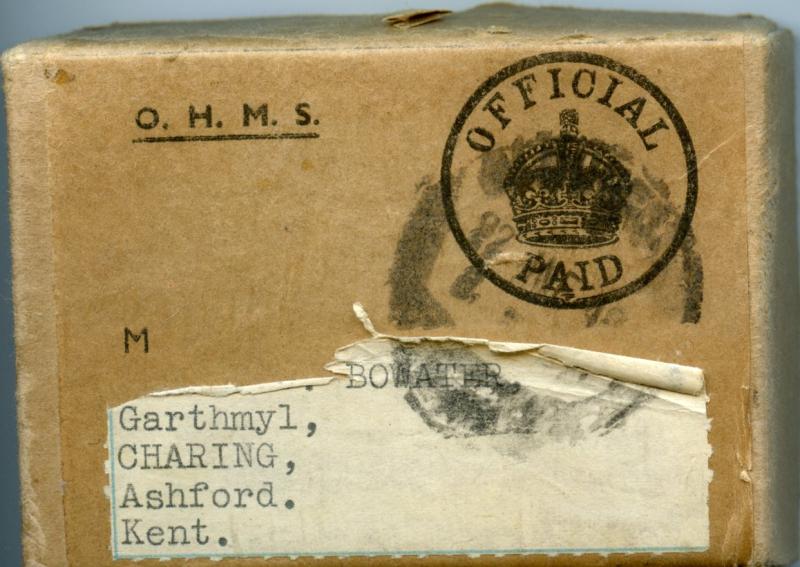 O. H. M. S.
OFFICIAL
PAID
M
BOWATER
Garthmyl,
CHARING,
Ashford.
Kent.